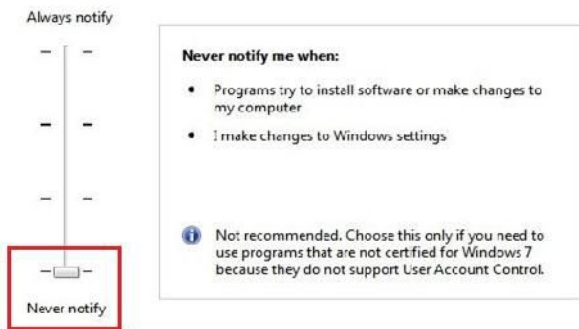 Always notify
Never notify me when:
• Programs try to install software or make changes to
my computer
• I make changes to Windows settings
Not recommended. Choose this only if you need to
use programs that are not certified for Windows 7
because they do not support User Account Control.
Never notify